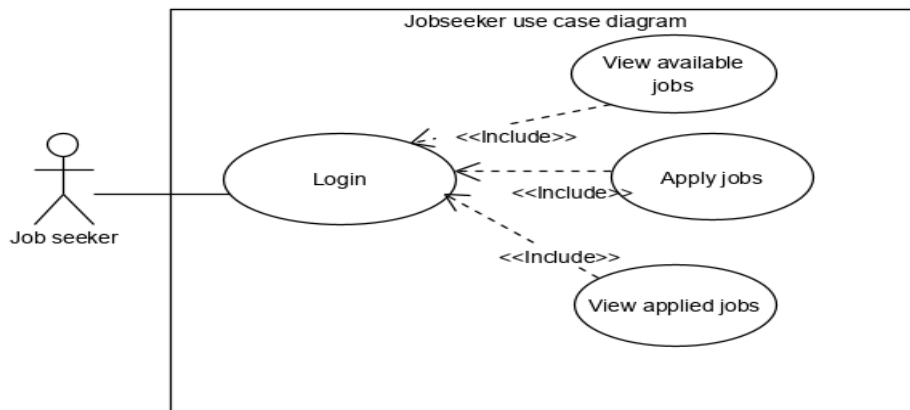 Jobseeker use case diagram
View available
jobs
<<Include>>
Login
Apply jobs
<<Include>>
Job seeker
<<Include>>
View applied jobs